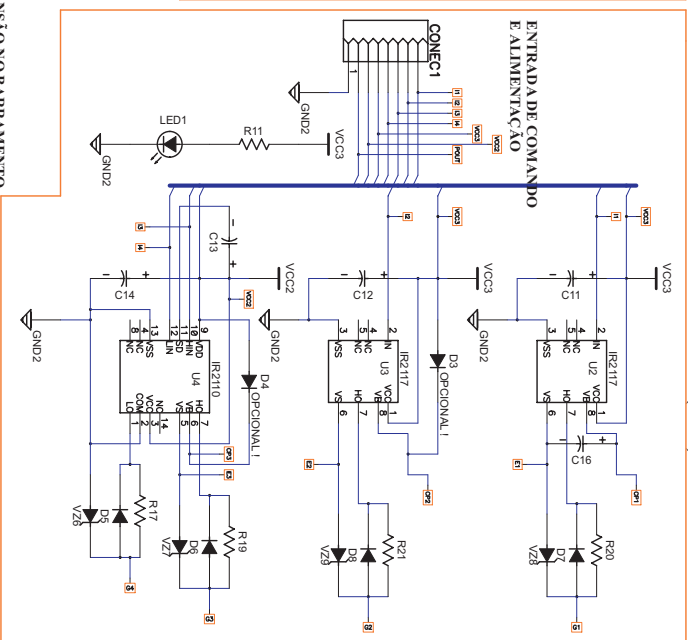 ENTRADA DE COMANDO
E ALIMENTAÇÃO
CONEC1
1
GND2
I1
I2
I3
I4
VCC3
VCC2
POUT
LED1
R11
VCC3
GND2
I3
I4
C13
- +
VCC2
VCC2
C14
- +
GND2
NC
NC
VSS
LIN
SD
HIN
VDD
8
4
13
12
11
10
9
IR2110
U4
LO
COM
VCC
NC
VS
VB
HO
1
2
3
14
5
6
7
D4
OPCIONAL !
OP3
E3
VZ6
D5
R17
G4
VZ7
D6
R19
G3
I2
VCC3
VCC3
C12
- +
GND2
VSS
NC
NC
IN
3
4
5
2
IR2117
U3
VS
HO
VB
VCC
6
7
8
1
D3
OPCIONAL !
OP2
E2
VZ9
D8
R21
G2
I1
VCC3
VCC3
C11
- +
GND2
VSS
NC
NC
IN
3
4
5
2
IR2117
U2
VS
HO
VB
VCC
6
7
8
1
C16
- +
OP1
E1
VZ8
D7
R20
G1